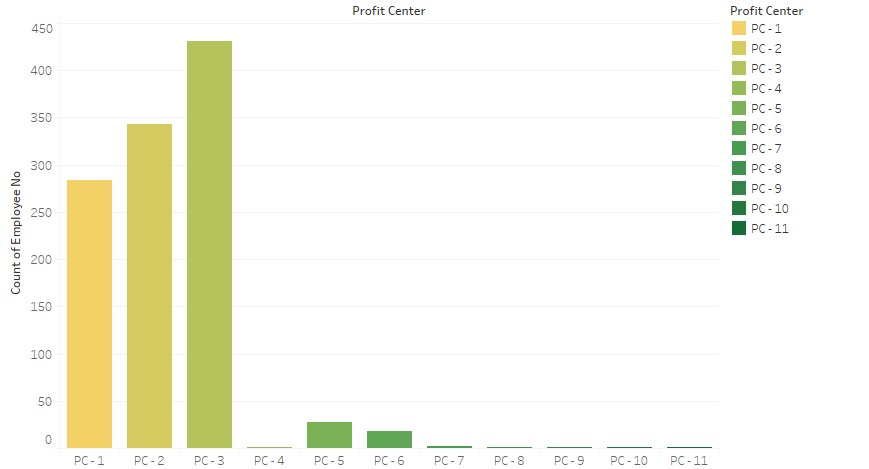 Profit Center
450
400
350
300
250
200
150
100
50
0
Count of Employee No
PC - 1 PC - 2 PC - 3 PC - 4 PC - 5 PC - 6 PC - 7 PC - 8 PC - 9 PC - 10 PC - 11
Profit Center
PC - 1
PC - 2
PC - 3
PC - 4
PC - 5
PC - 6
PC - 7
PC - 8
PC - 9
PC - 10
PC - 11